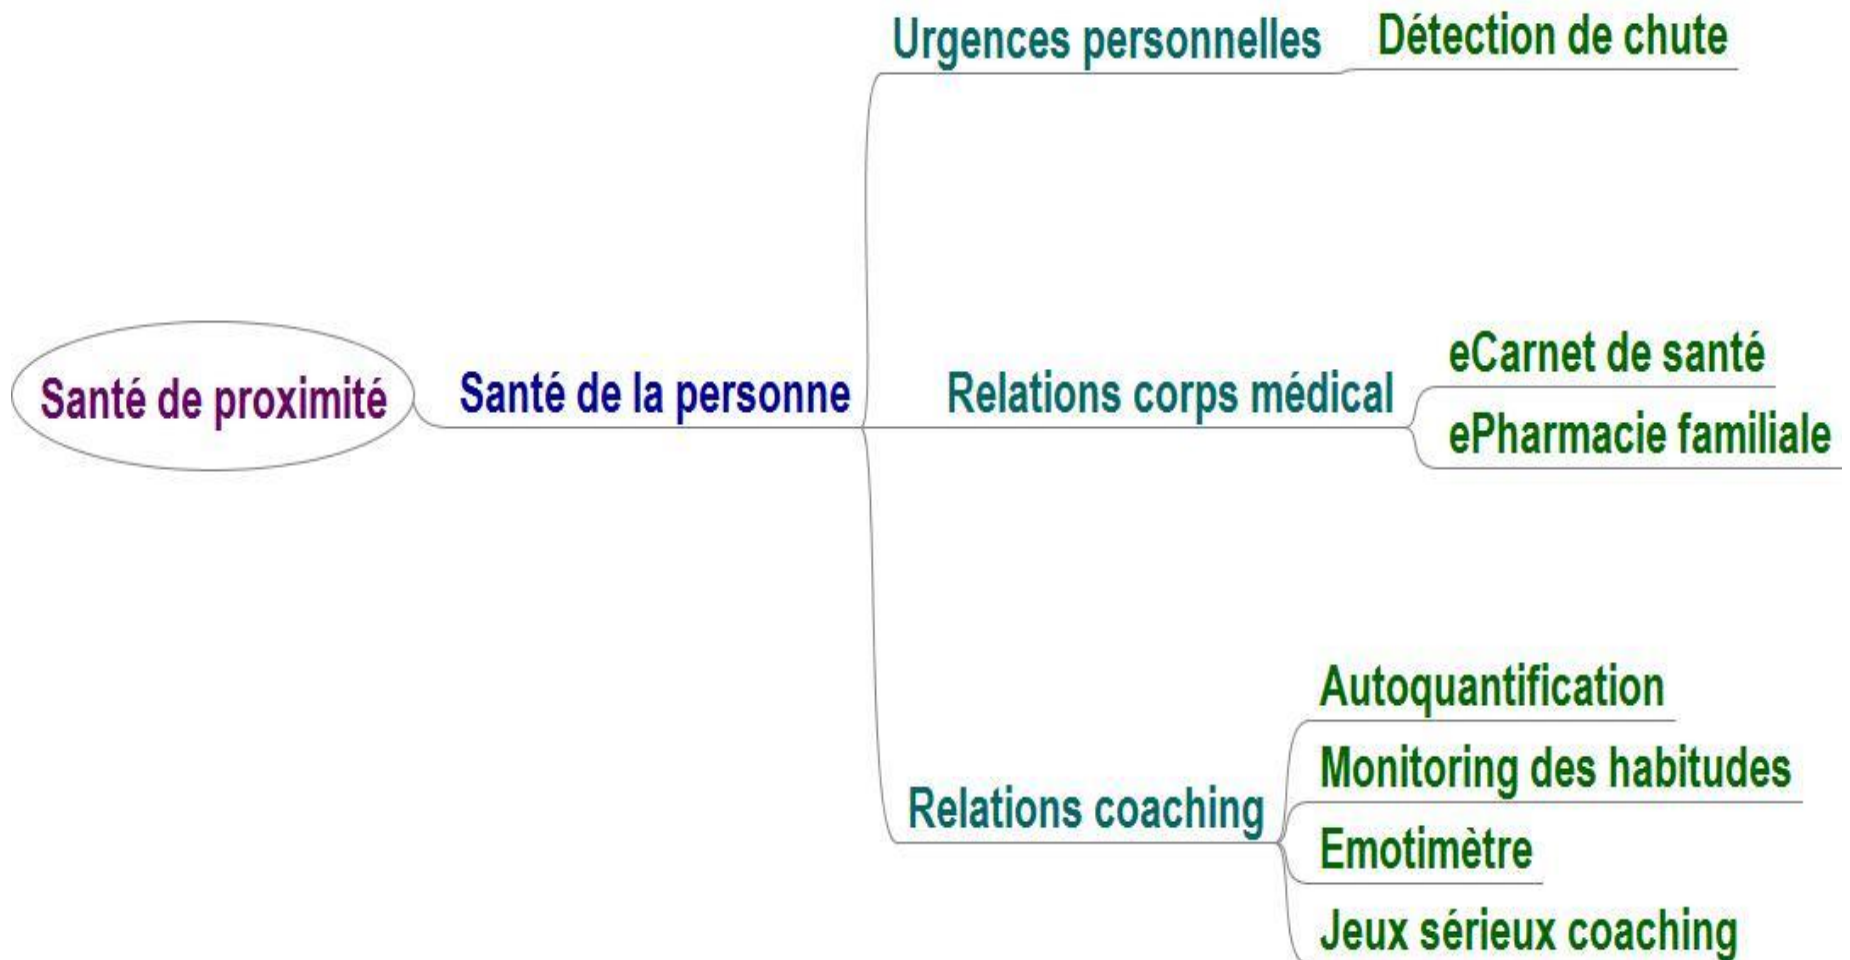 Urgences personnelles
Détection de chute
Santé de proximité
Santé de la personne
Relations corps médical
eCarnet de santé
ePharmacie familiale
Relations coaching
Autoquantification
Monitoring des habitudes
Emotimètre
Jeux sérieux coaching